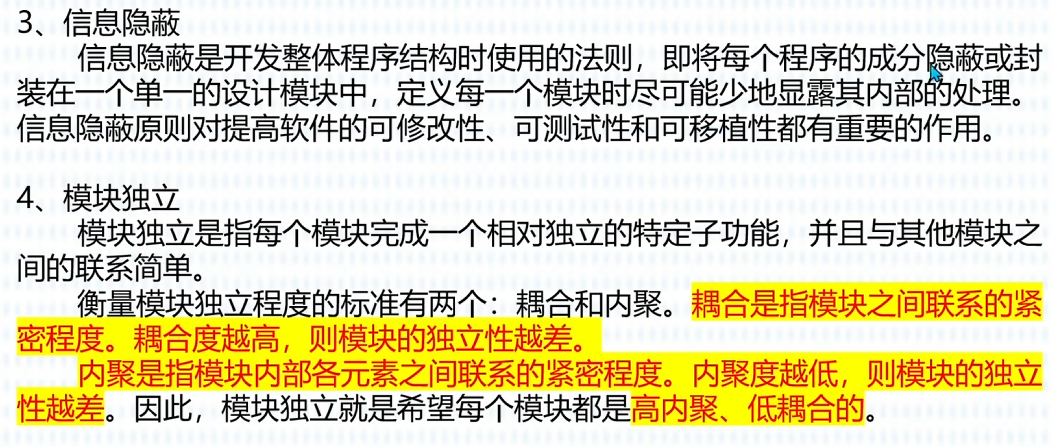 3、信息隐蔽
信息隐蔽是开发整体程序结构时使用的法则，即将每个程序的成分隐蔽或封
装在一个单一的设计模块中，定义每一个模块时尽可能少地显露其内部的处理。
信息隐蔽原则对提高软件的可修改性、可测试性和可移植性都有重要的作用。
4、模块独立
模块独立是指每个模块完成一个相对独立的特定子功能，并且与其他模块之
间的联系简单。
衡量模块独立程度的标准有两个：耦合和内聚。耦合是指模块之间联系的紧
密程度。耦合度越高，则模块的独立性越差。
内聚是指模块内部各元素之间联系的紧密程度。内聚度越低，则模块的独立
性越差。因此，模块独立就是希望每个模块都是高内聚、低耦合的。